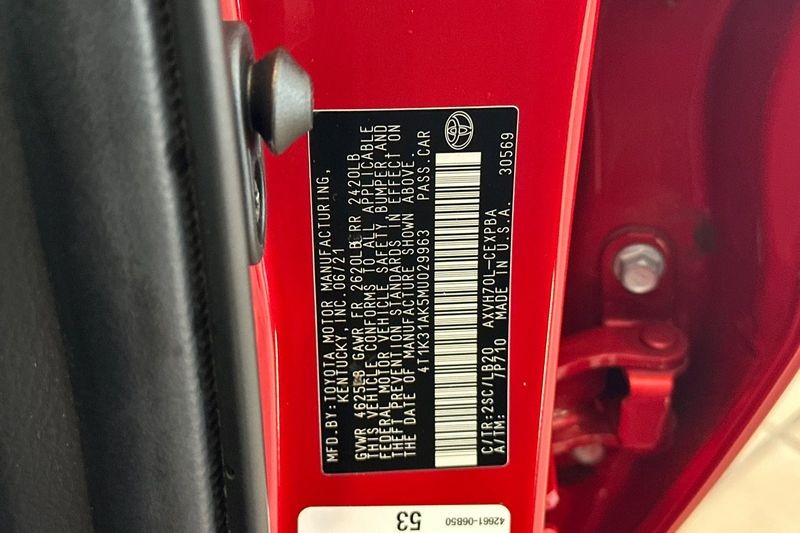 MFD.BY:TOYOTA MOTOR MANUFACTURING,
KENTUCKY, INC. 06/21
GVWR 4625LB GAWR FR 2620LB RR 2420LB
THIS VEHICLE CONFORMS TO ALL APPLICABLE
FEDERAL MOTOR VEHICLE SAFETY, BUMPER AND
THEFT PREVENTION STANDARDS IN EFFECT ON
THE DATE OF MANUFACTURE SHOWN ABOVE.
4T1K31AK5MU029963 PASS.CAR
C/TR:2SC/LB20 AXVH70L-CEXPBA 30569
A/TM: 7P710 MADE IN U.S.A.
42661-06B50
53